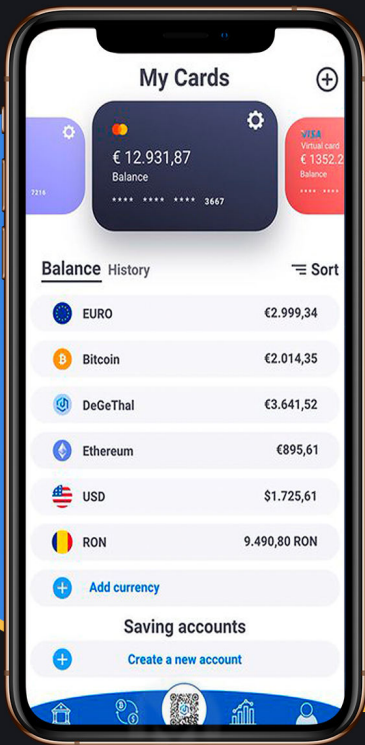 My Cards
7216
€ 12.931,87
Balance
**** **** **** 3667
VISA
Virtual card
€ 1352.2
Balance
**** ****
Balance History
Sort
EURO €2.999,34
Bitcoin €2.014,35
DeGeThal €3.641,52
Ethereum €895,61
USD $1.725,61
RON 9.490,80 RON
Add currency
Saving accounts
Create a new account